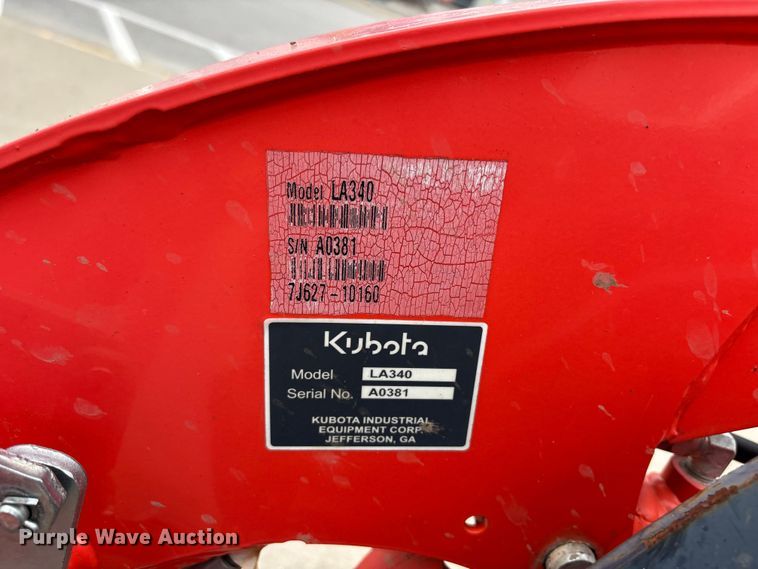 Model LA340
S/N A0381
7J627-10160
Kubota
Model LA340
Serial No. A0381
KUBOTA INDUSTRIAL
EQUIPMENT CORP.
JEFFERSON, GA
Purple Wave Auction